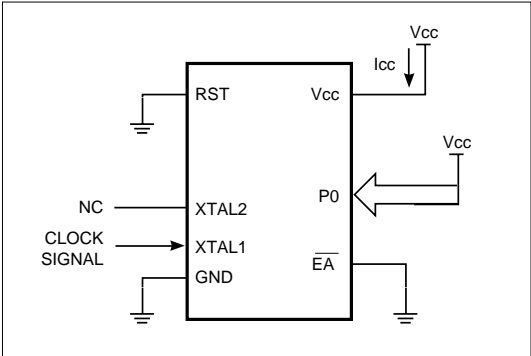 Vcc
Icc
RST
Vcc
Vcc
P0
NC
XTAL2
CLOCK
SIGNAL
XTAL1
GND
EA